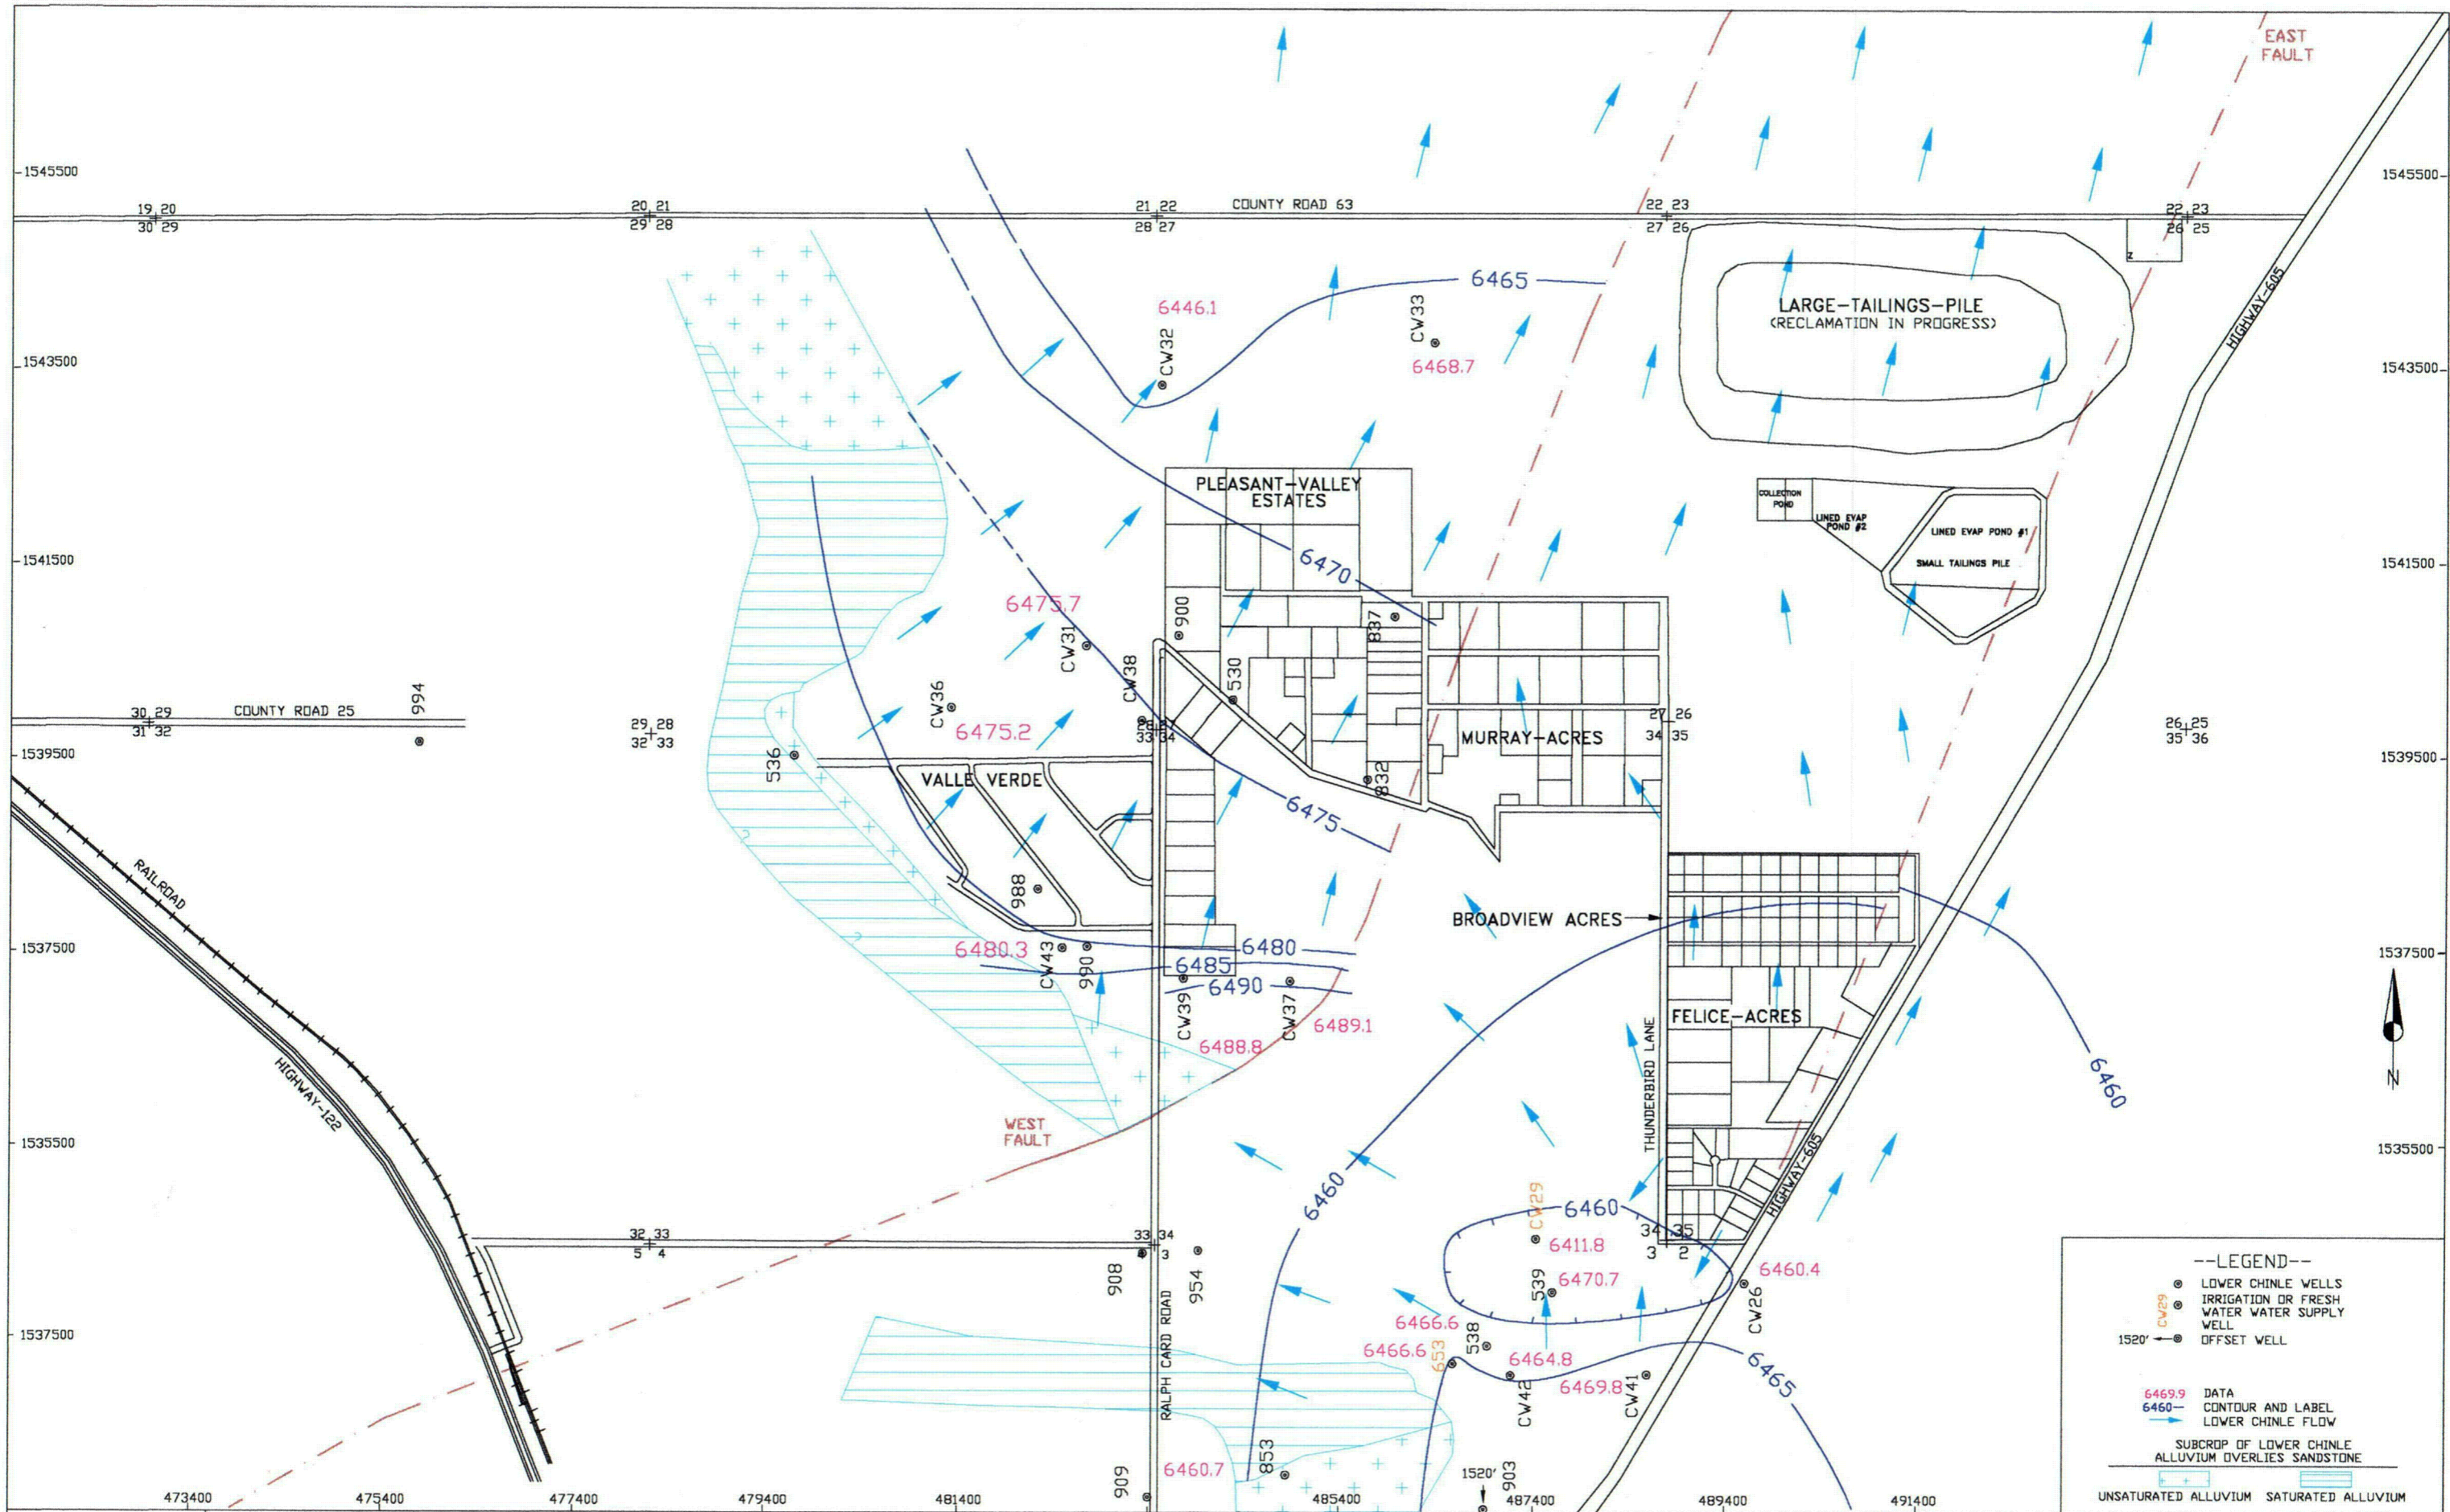 EAST
FAULT
1545500
1545500
19 20
30 29
20 21
29 28
21 22
28 27
COUNTY ROAD 63
22 23
27 26
22 23
26 25
Z
6465
6446.1
CW32
CW33
6468.7
LARGE-TAILINGS-PILE
(RECLAMATION IN PROGRESS)
HIGHWAY-605
1543500
1543500
PLEASANT-VALLEY
ESTATES
COLLECTION
POND
LINED EVAP
POND #2
LINED EVAP POND #1
SMALL TAILINGS PILE
1541500
1541500
6470
6475.7
CW31
900
837
CW38
530
CW36
6475.2
994
30 29
31 32
COUNTY ROAD 25
29 28
32 33
28 27
33 34
27 26
34 35
26 25
35 36
MURRAY-ACRES
536
832
1539500
1539500
VALLE VERDE
6475
RAILROAD
988
BROADVIEW ACRES
1537500
1537500
6480.3
CW43
990
6480
6485
6490
CW39
CW37
6489.1
6488.8
FELICE-ACRES
THUNDERBIRD LANE
6460
N
HIGHWAY-122
WEST
FAULT
1535500
1535500
HIGHWAY-605
6460
6460
CW29
6411.8
32 33
5 4
33 34
4 3
34 35
3 2
908
954
539
6470.7
6460.4
CW26
6466.6
538
6466.6
653
6464.8
CW42
6469.8
CW41
6465
1537500
RALPH CARD ROAD
909
6460.7
853
1520'
903
473400
475400
477400
479400
481400
485400
487400
489400
491400
--LEGEND--
LOWER CHINLE WELLS
CW29
IRRIGATION OR FRESH
WATER WATER SUPPLY
WELL
1520'
OFFSET WELL
6469.9 DATA
6460— CONTOUR AND LABEL
LOWER CHINLE FLOW
SUBCROP OF LOWER CHINLE
ALLUVIUM OVERLIES SANDSTONE
UNSATURATED ALLUVIUM SATURATED ALLUVIUM